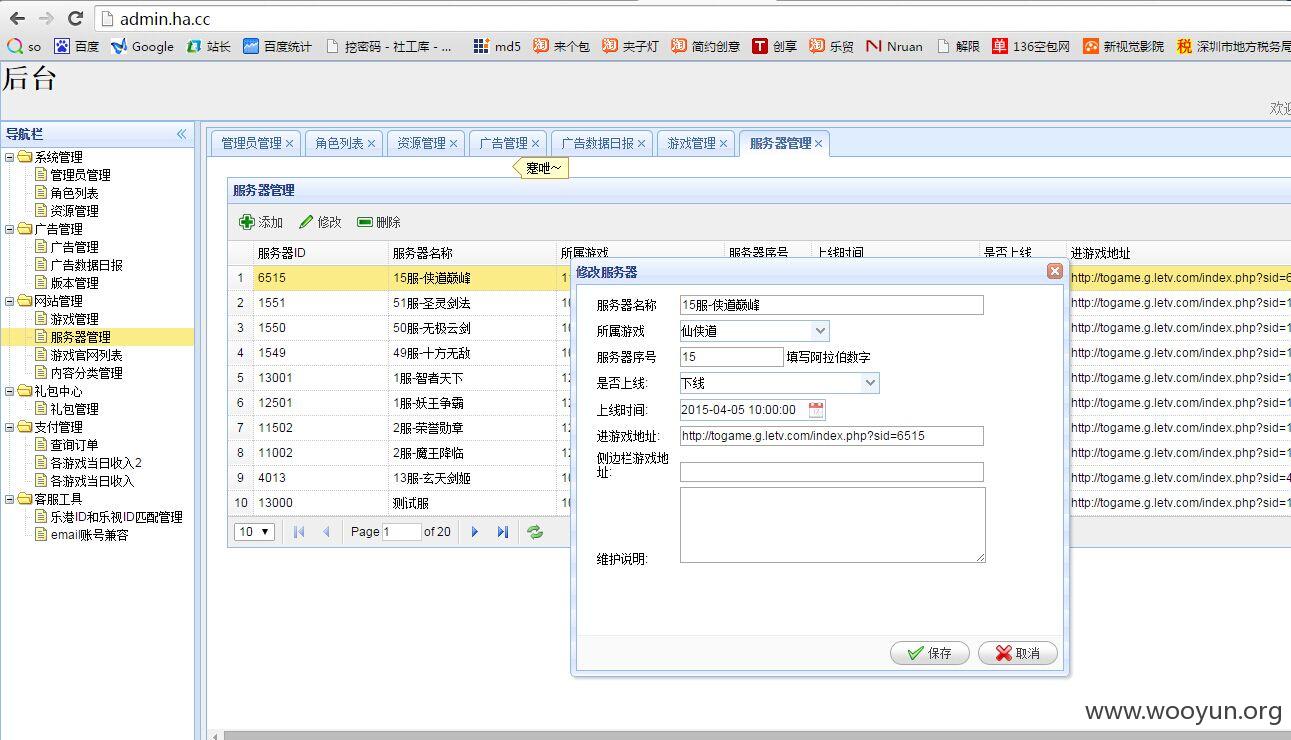 admin.ha.cc
so 百度 Google 站长 百度统计 挖密码 - 社工库 - ... md5 来个包 夹子灯 简约创意 创享 乐贸 Nruan 解限 136空包网 新视觉影院 深圳市地方税务局
后台
欢迎
导航栏
管理员管理 角色列表 资源管理 广告管理 广告数据日报 游戏管理 服务器管理
系统管理
管理员管理
角色列表
资源管理
广告管理
广告管理
广告数据日报
版本管理
网站管理
游戏管理
服务器管理
游戏官网列表
内容分类管理
礼包中心
礼包管理
支付管理
查询订单
各游戏当日收入2
各游戏当日收入
客服工具
乐港ID和乐视ID匹配管理
email账号兼容
蹇呭~
服务器管理
添加 修改 删除
服务器ID 服务器名称 所属游戏 服务器序号 上线时间 是否上线 进游戏地址
1 6515 15服-侠道巅峰 1 http://togame.g.letv.com/index.php?sid=6
2 1551 51服-圣灵剑法 10 http://togame.g.letv.com/index.php?sid=1
3 1550 50服-无极云剑 10 http://togame.g.letv.com/index.php?sid=1
4 1549 49服-十方无敌 10 http://togame.g.letv.com/index.php?sid=1
5 13001 1服-智者天下 12 http://togame.g.letv.com/index.php?sid=1
6 12501 1服-妖王争霸 12 http://togame.g.letv.com/index.php?sid=1
7 11502 2服-荣誉勋章 12 http://togame.g.letv.com/index.php?sid=1
8 11002 2服-魔王降临 12 http://togame.g.letv.com/index.php?sid=1
9 4013 13服-玄天剑姬 10 http://togame.g.letv.com/index.php?sid=4
10 13000 测试服 10 http://togame.g.letv.com/index.php?sid=1
10 Page 1 of 20
修改服务器
服务器名称 15服-侠道巅峰
所属游戏 仙侠道
服务器序号 15 填写阿拉伯数字
是否上线: 下线
上线时间: 2015-04-05 10:00:00
进游戏地址: http://togame.g.letv.com/index.php?sid=6515
侧边栏游戏地
址:
维护说明:
保存 取消
www.wooyun.org